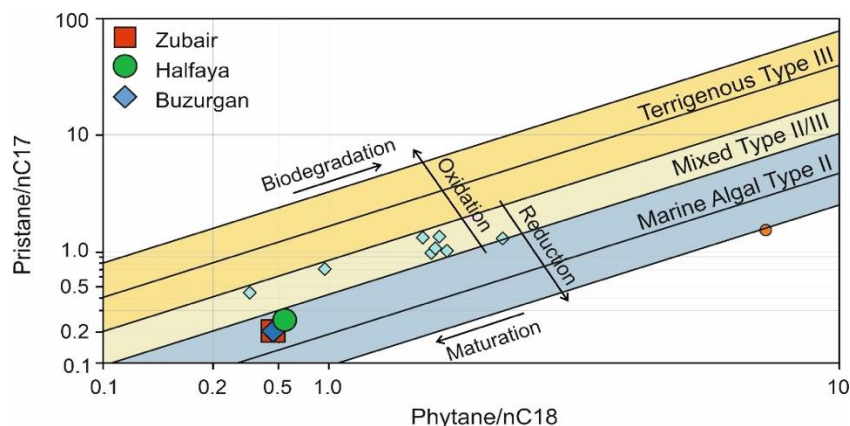 100
10
1.0
0.5
0.2
0.1
Pristane/nC17
Zubair
Halfaya
Buzurgan
Terrigenous Type III
Mixed Type II/III
Marine Algal Type II
Biodegradation
Oxidation
Reduction
Maturation
0.1
0.2
0.5
1.0
10
Phytane/nC18